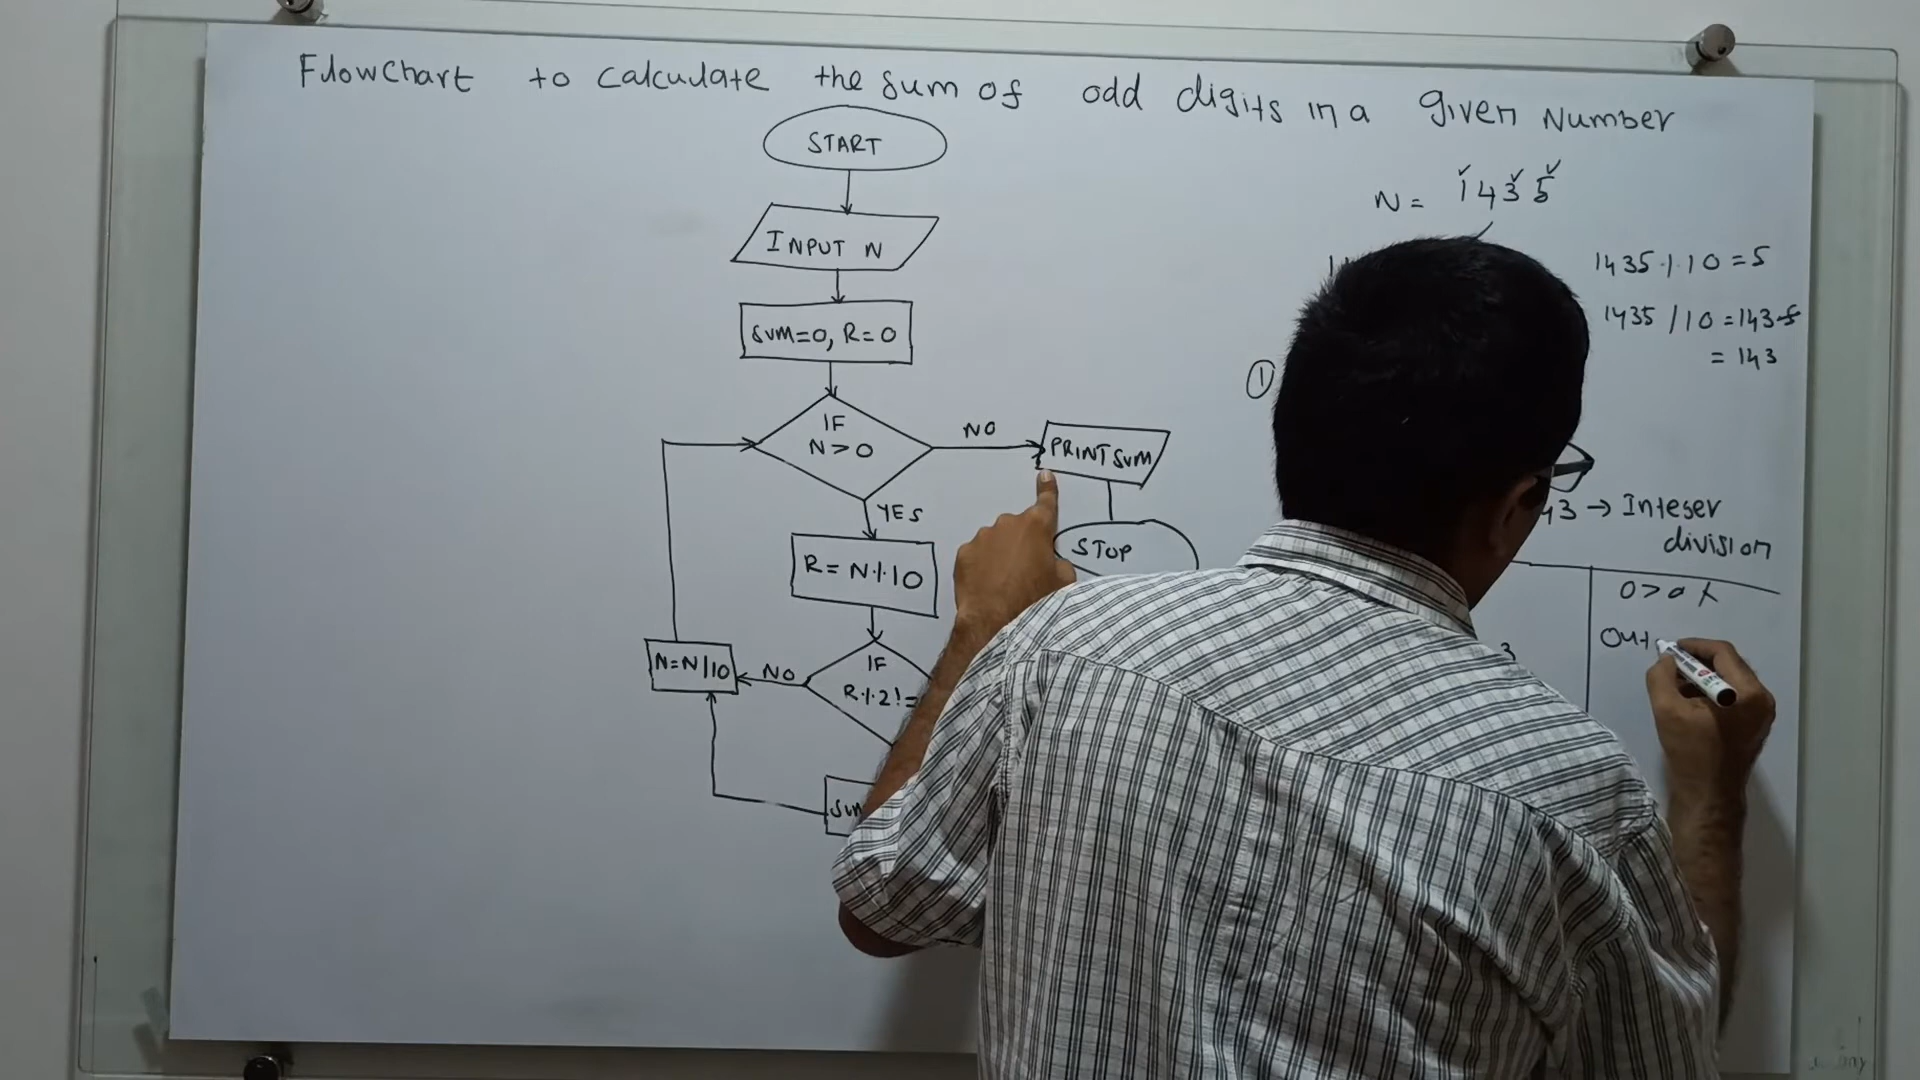 Flowchart to calculate the sum of odd digits in a given Number
START
INPUT N
sum=0, R=0
IF
N>0
NO
PRINT SUM
YES
STOP
R=N%10
IF
R%2!=
NO
N=N/10
N= 1435
1435%10=5
1435/10=143.5
=143
①
43→Integer
division
0>0 X
3